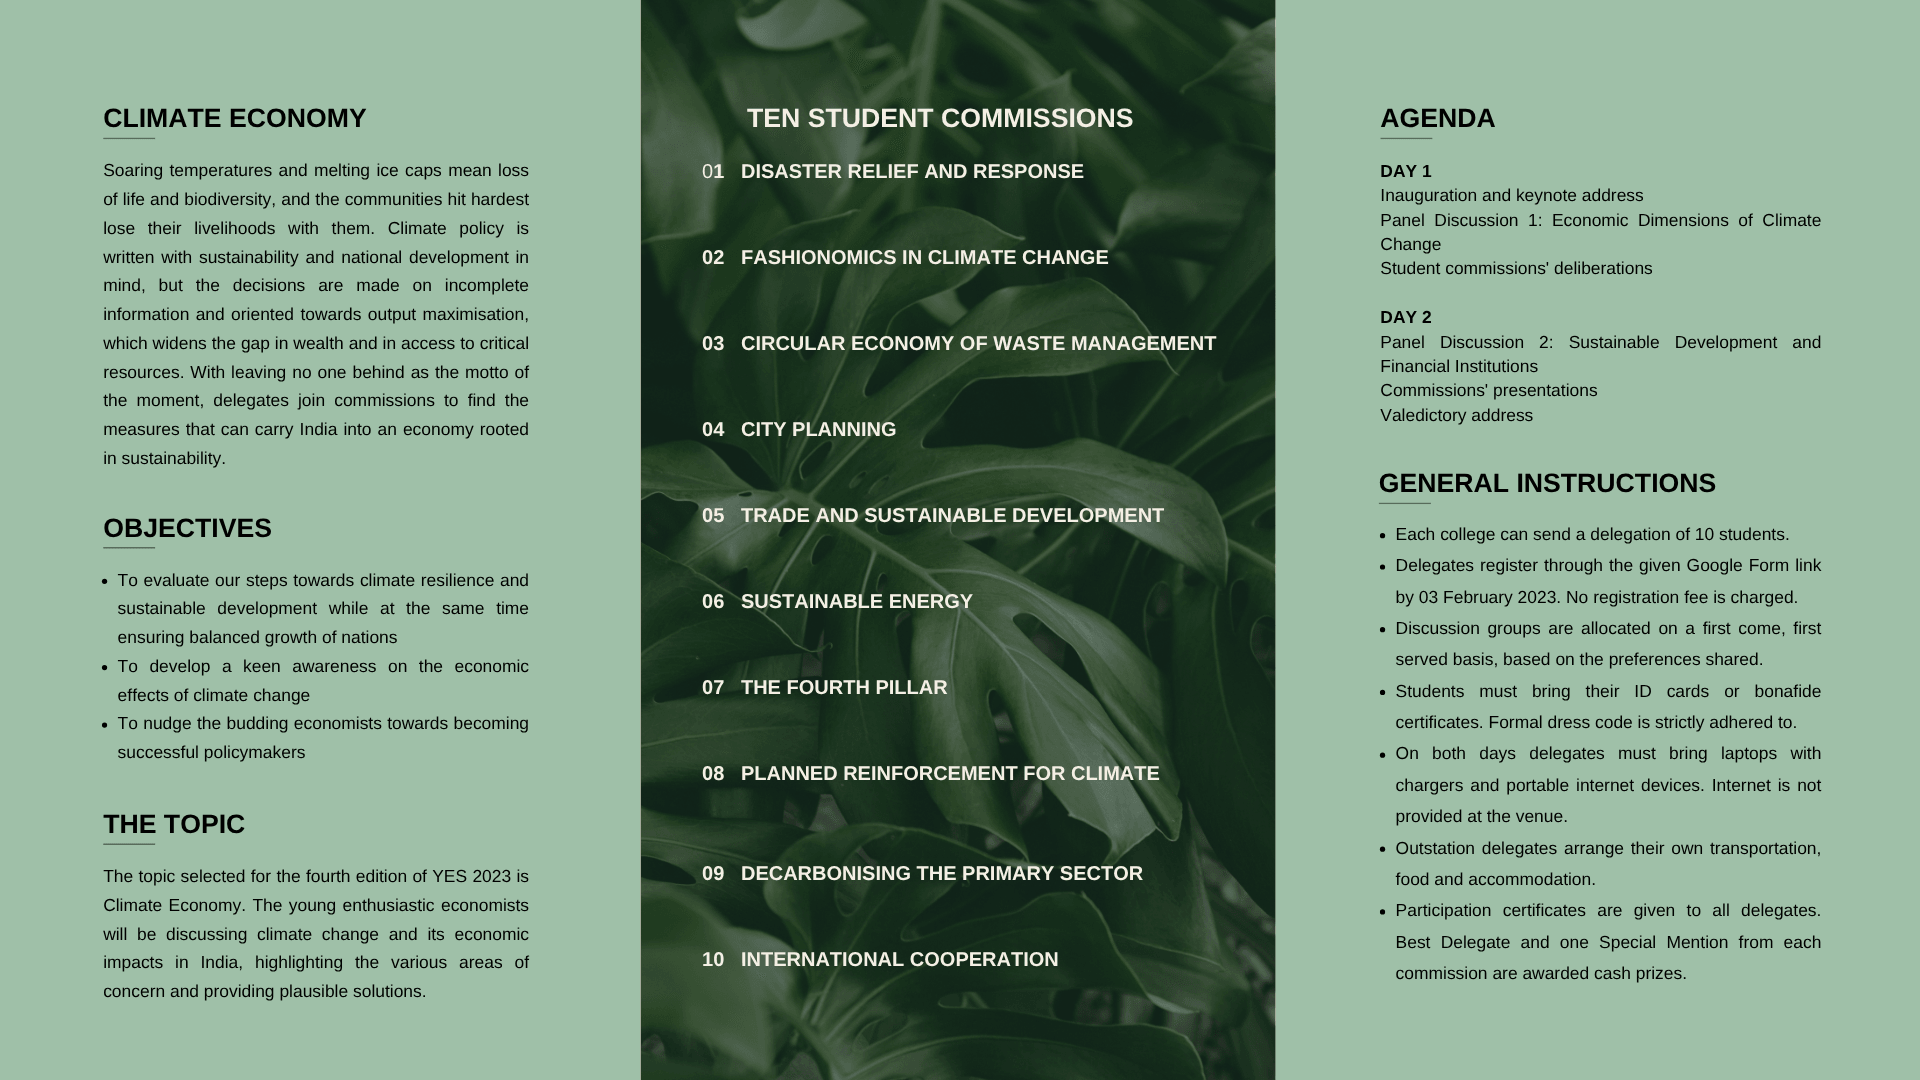 CLIMATE ECONOMY
Soaring temperatures and melting ice caps mean loss
of life and biodiversity, and the communities hit hardest
lose their livelihoods with them. Climate policy is
written with sustainability and national development in
mind, but the decisions are made on incomplete
information and oriented towards output maximisation,
which widens the gap in wealth and in access to critical
resources. With leaving no one behind as the motto of
the moment, delegates join commissions to find the
measures that can carry India into an economy rooted
in sustainability.
OBJECTIVES
• To evaluate our steps towards climate resilience and
sustainable development while at the same time
ensuring balanced growth of nations
• To develop a keen awareness on the economic
effects of climate change
• To nudge the budding economists towards becoming
successful policymakers
THE TOPIC
The topic selected for the fourth edition of YES 2023 is
Climate Economy. The young enthusiastic economists
will be discussing climate change and its economic
impacts in India, highlighting the various areas of
concern and providing plausible solutions.
TEN STUDENT COMMISSIONS
01 DISASTER RELIEF AND RESPONSE
02 FASHIONOMICS IN CLIMATE CHANGE
03 CIRCULAR ECONOMY OF WASTE MANAGEMENT
04 CITY PLANNING
05 TRADE AND SUSTAINABLE DEVELOPMENT
06 SUSTAINABLE ENERGY
07 THE FOURTH PILLAR
08 PLANNED REINFORCEMENT FOR CLIMATE
09 DECARBONISING THE PRIMARY SECTOR
10 INTERNATIONAL COOPERATION
AGENDA
DAY 1
Inauguration and keynote address
Panel Discussion 1: Economic Dimensions of Climate
Change
Student commissions' deliberations
DAY 2
Panel Discussion 2: Sustainable Development and
Financial Institutions
Commissions' presentations
Valedictory address
GENERAL INSTRUCTIONS
• Each college can send a delegation of 10 students.
• Delegates register through the given Google Form link
by 03 February 2023. No registration fee is charged.
• Discussion groups are allocated on a first come, first
served basis, based on the preferences shared.
• Students must bring their ID cards or bonafide
certificates. Formal dress code is strictly adhered to.
• On both days delegates must bring laptops with
chargers and portable internet devices. Internet is not
provided at the venue.
• Outstation delegates arrange their own transportation,
food and accommodation.
• Participation certificates are given to all delegates.
Best Delegate and one Special Mention from each
commission are awarded cash prizes.